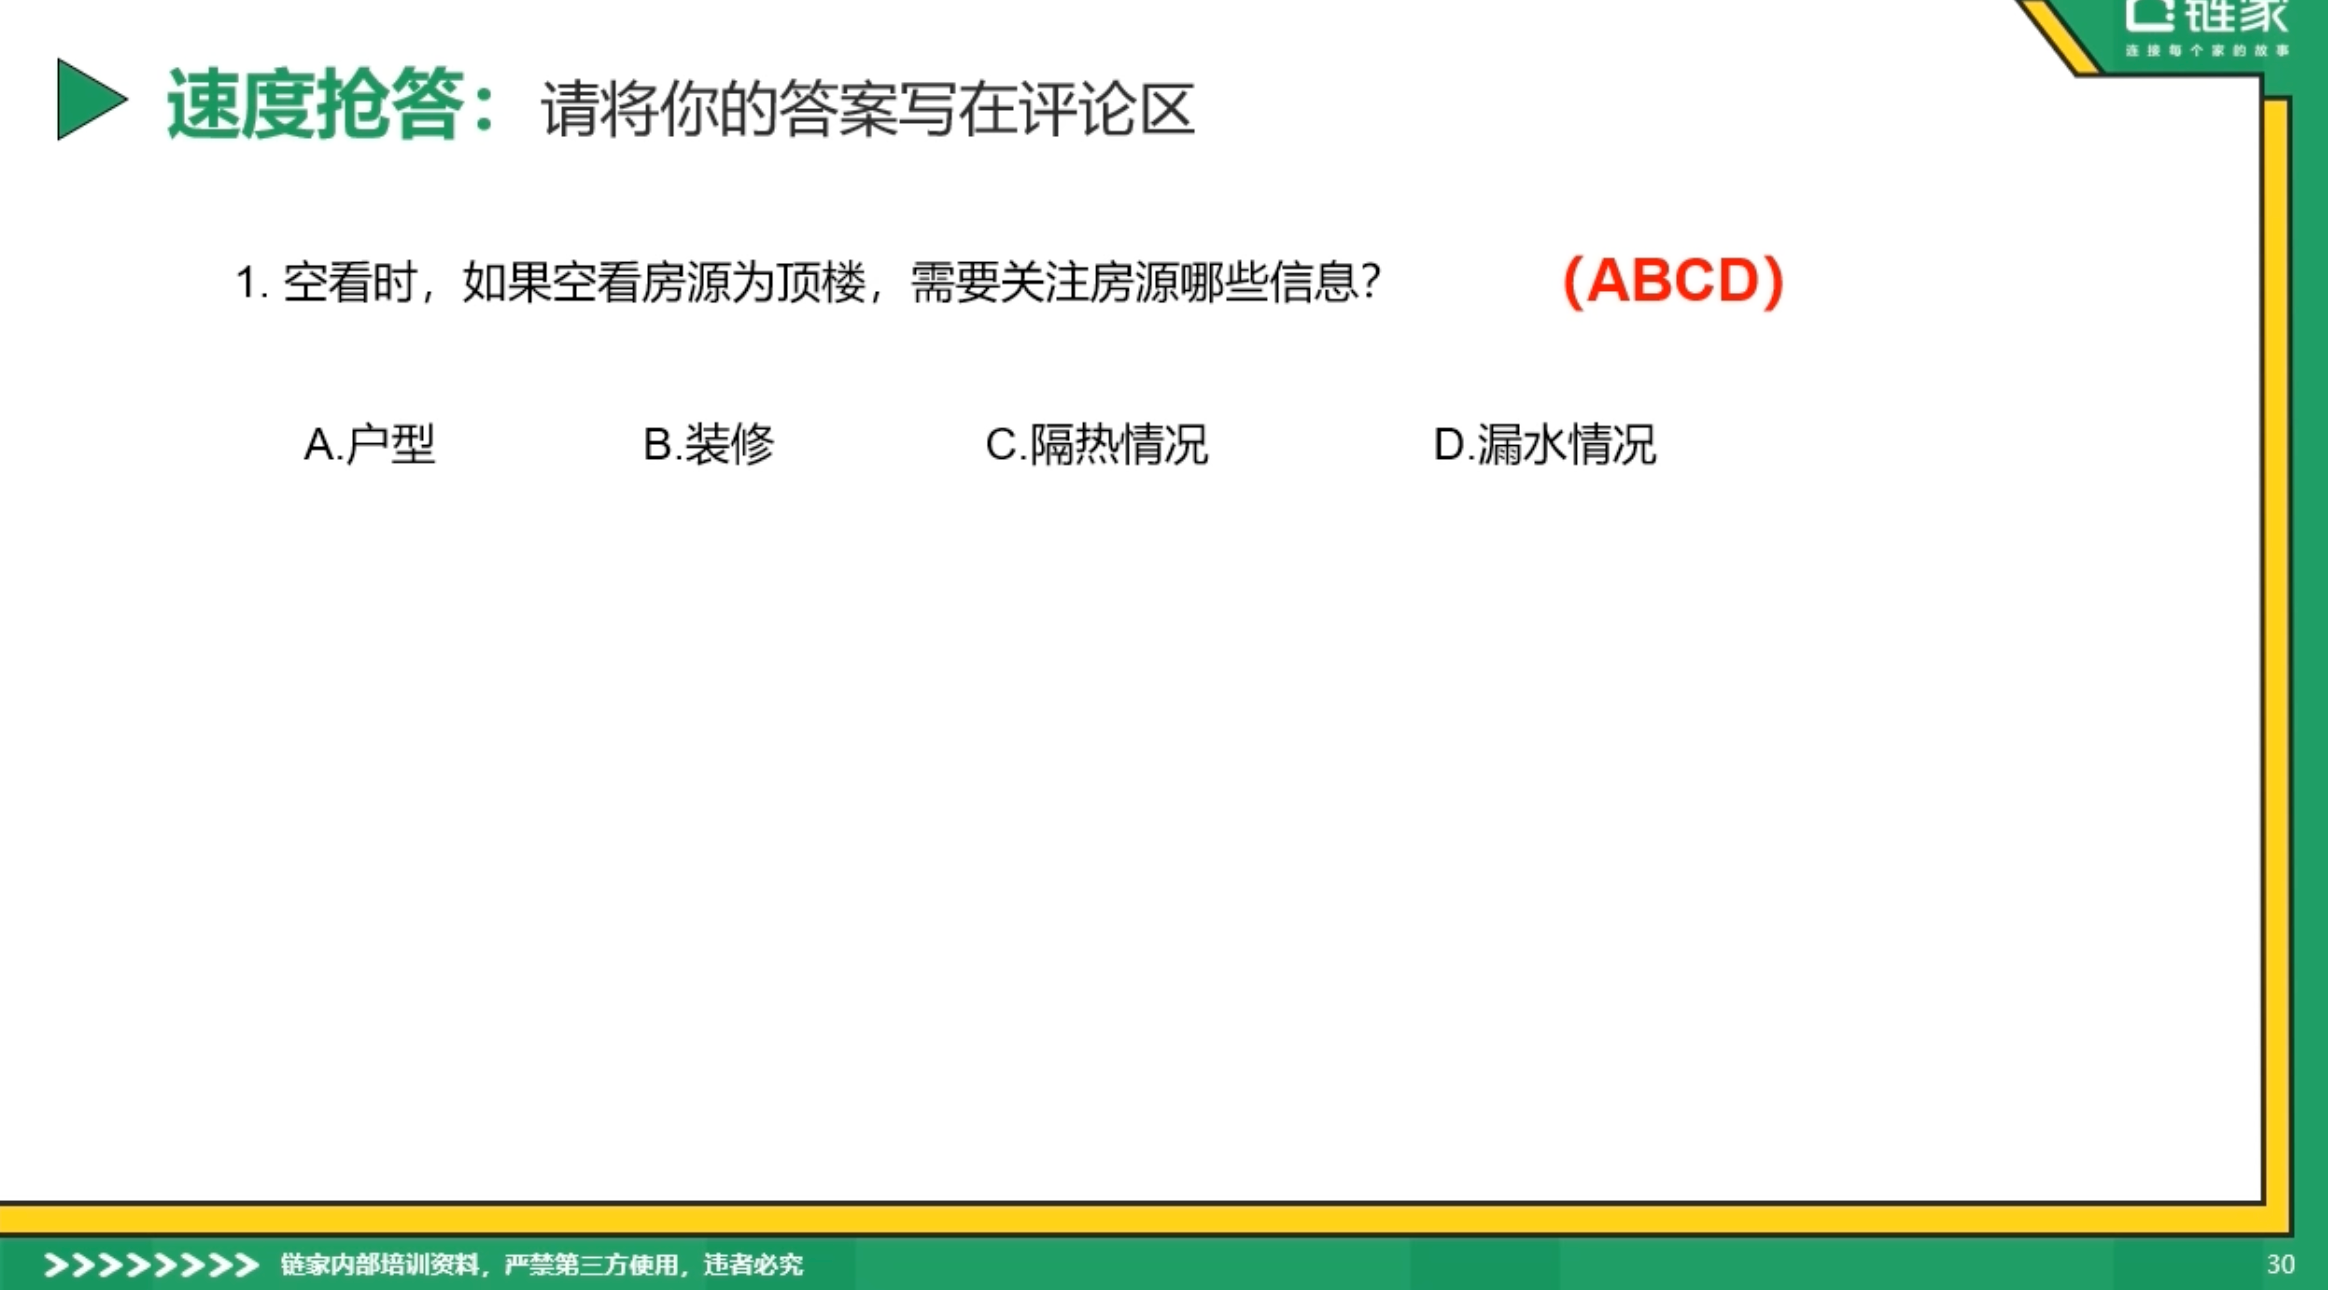 链家
连接每个家的故事
速度抢答：请将你的答案写在评论区
1. 空看时，如果空看房源为顶楼，需要关注房源哪些信息？ （ABCD）
A.户型 B.装修 C.隔热情况 D.漏水情况
链家内部培训资料，严禁第三方使用，违者必究 30